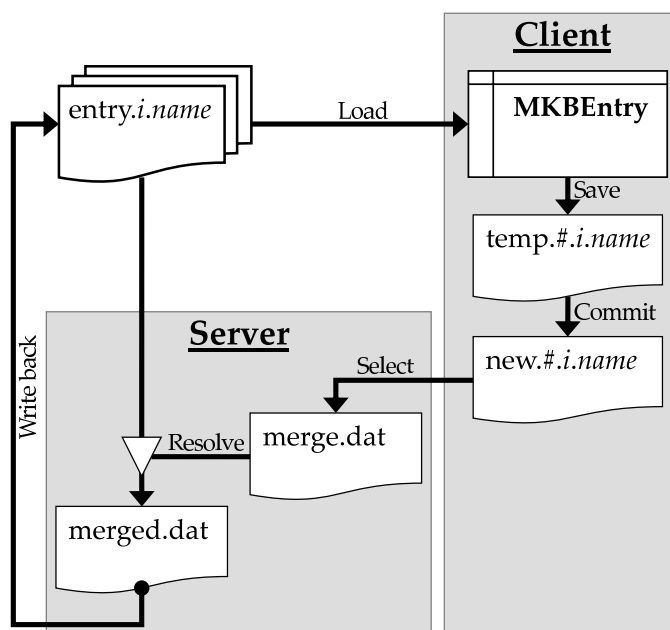 Client
entry.i.name
Load
MKBEntry
Save
temp.#.i.name
Commit
Server
new.#.i.name
Select
Write back
merge.dat
Resolve
merged.dat